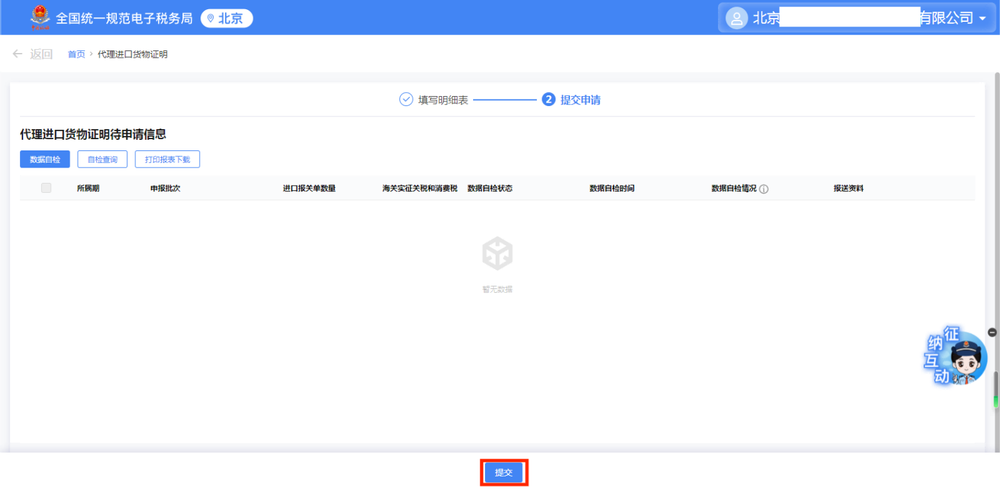 全国统一规范电子税务局 北京 北京 有限公司
返回 首页 > 代理进口货物证明
填写明细表 2 提交申请
代理进口货物证明待申请信息
数据自检 自检查询 打印报表下载
所属期 申报批次 进口报关单数量 海关实征关税和消费税 数据自检状态 数据自检时间 数据自检情况 报送资料
暂无数据
征纳互动
提交